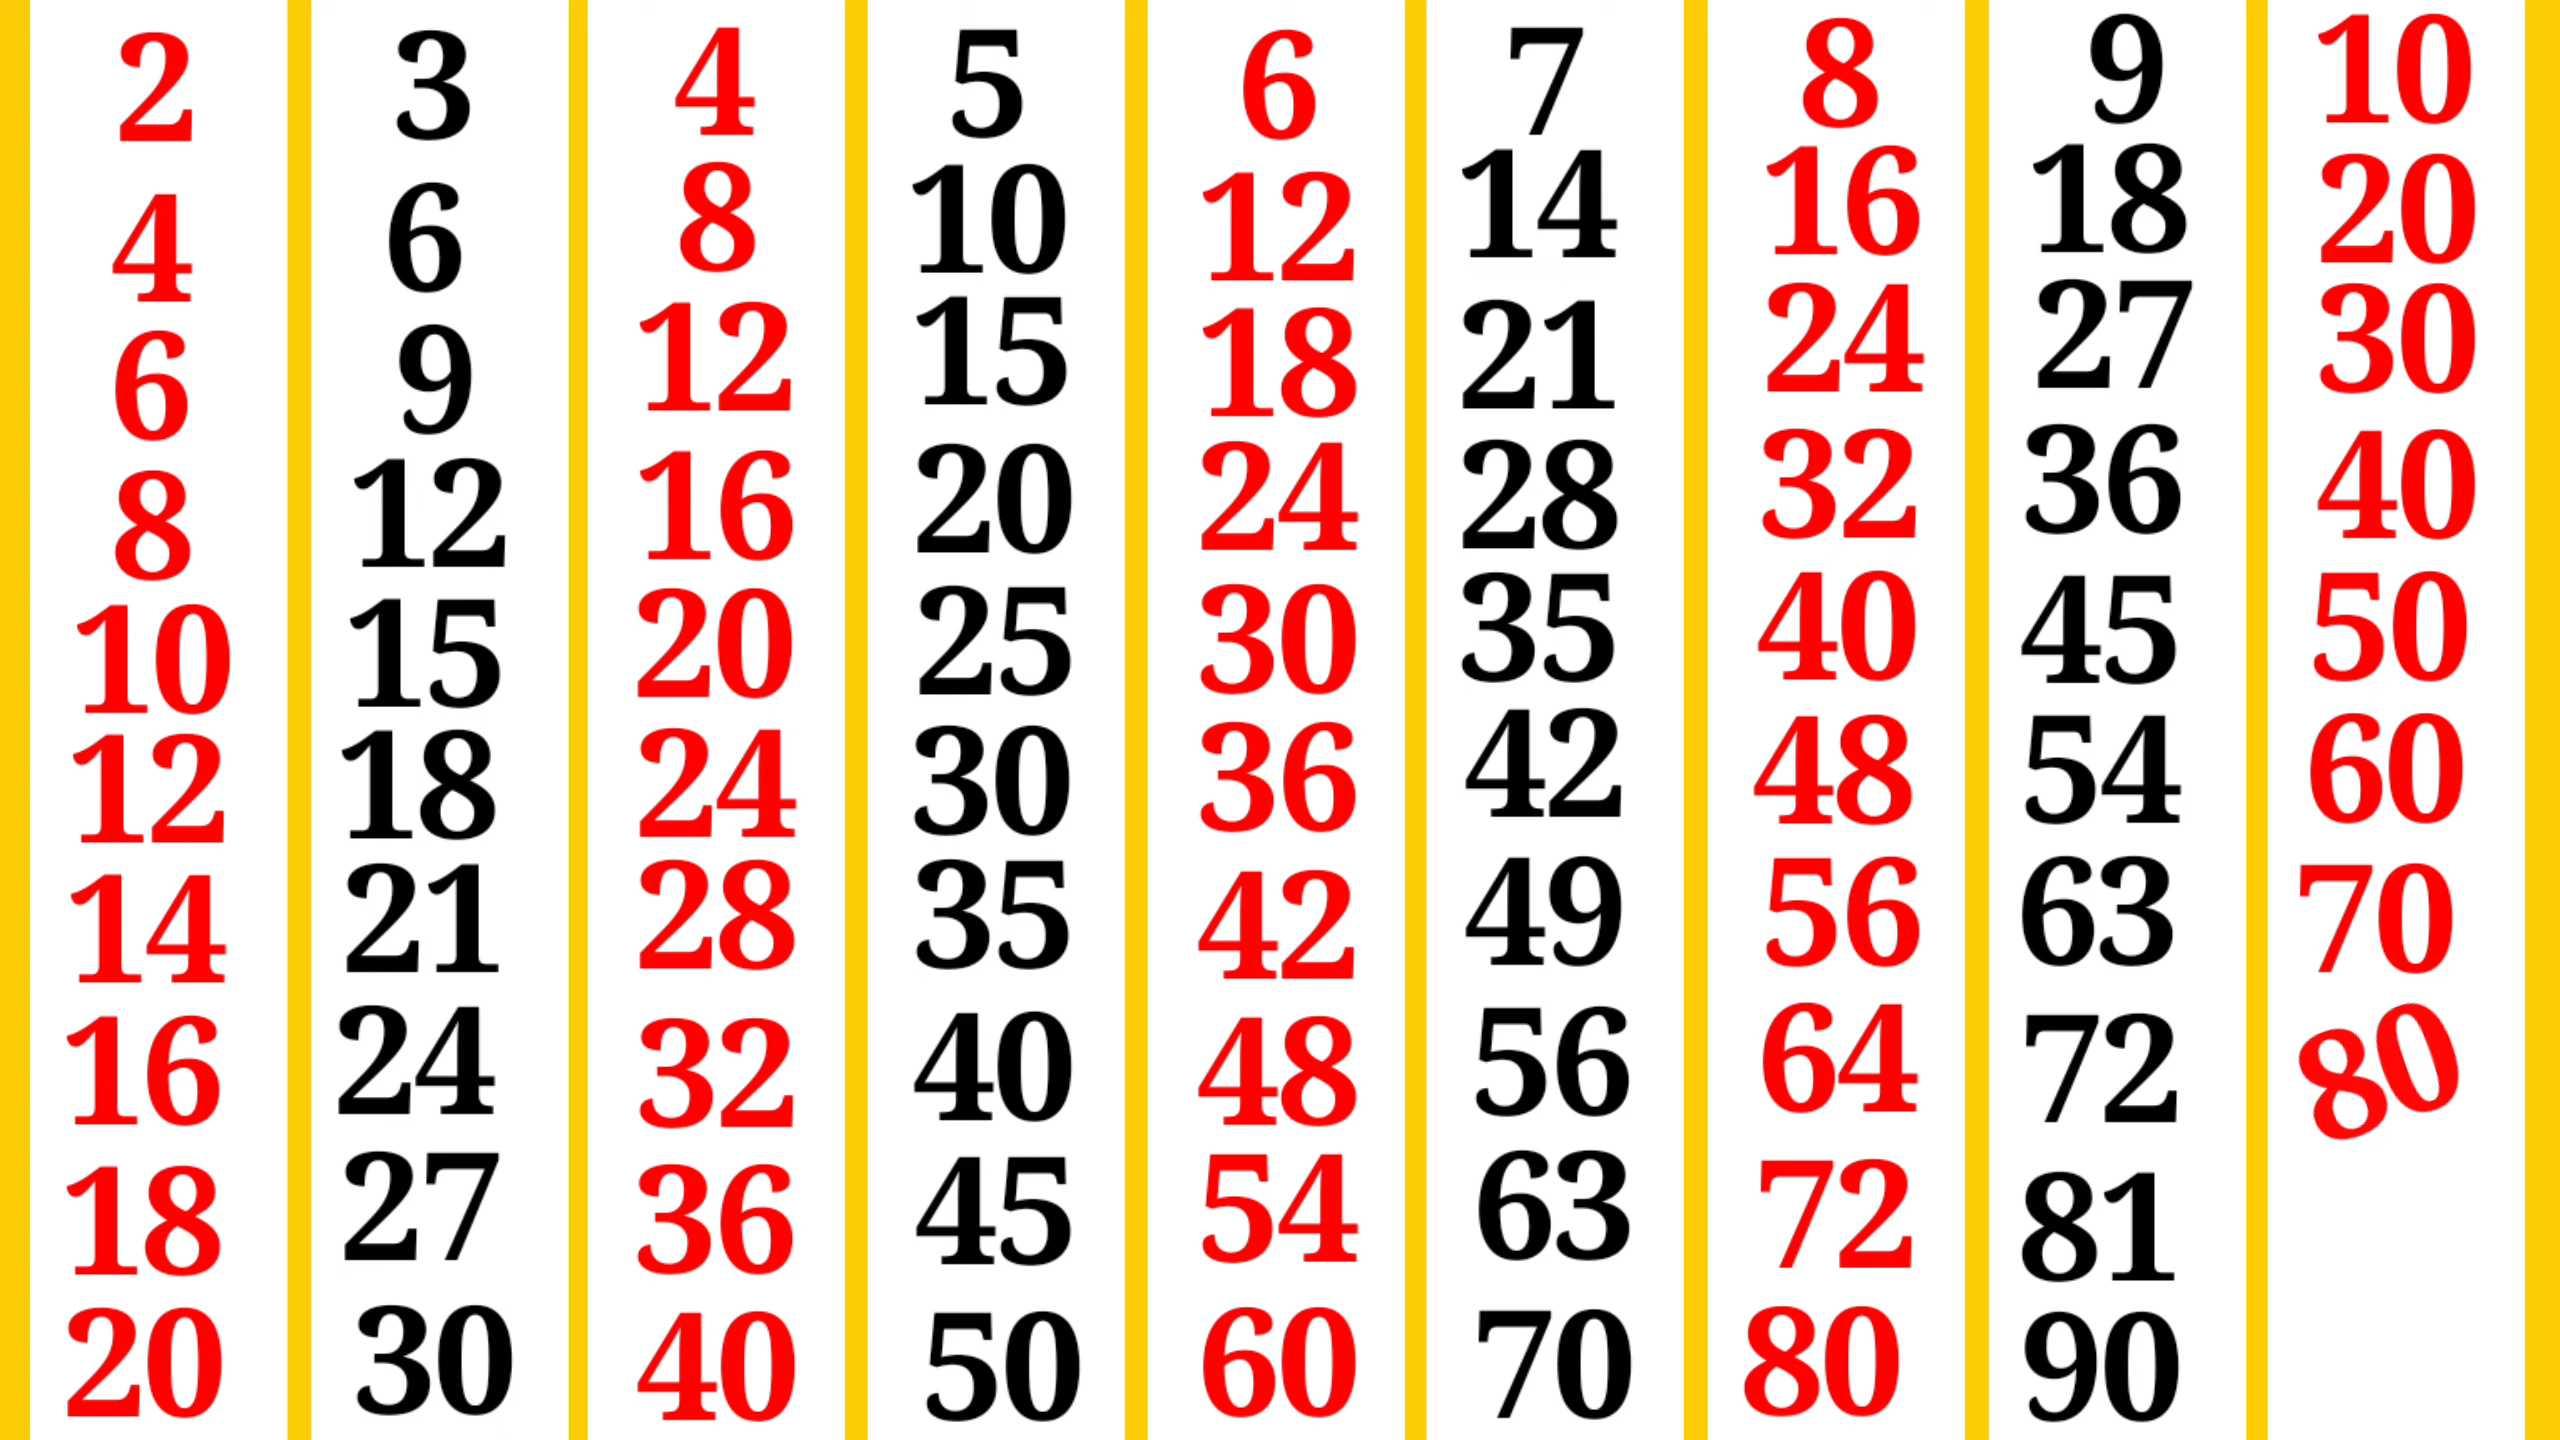 2 3 4 5 6 7 8 9 10
4 6 8 10 12 14 16 18 20
6 9 12 15 18 21 24 27 30
8 12 16 20 24 28 32 36 40
10 15 20 25 30 35 40 45 50
12 18 24 30 36 42 48 54 60
14 21 28 35 42 49 56 63 70
16 24 32 40 48 56 64 72 80
18 27 36 45 54 63 72 81
20 30 40 50 60 70 80 90